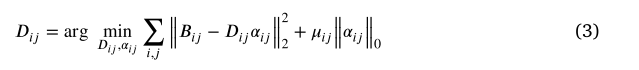 D_{ij} = arg min_{D_{ij},α_{ij}} ∑_{i,j} ‖B_{ij} − D_{ij}α_{ij}‖_2^2 + μ_{ij}‖α_{ij}‖_0 (3)